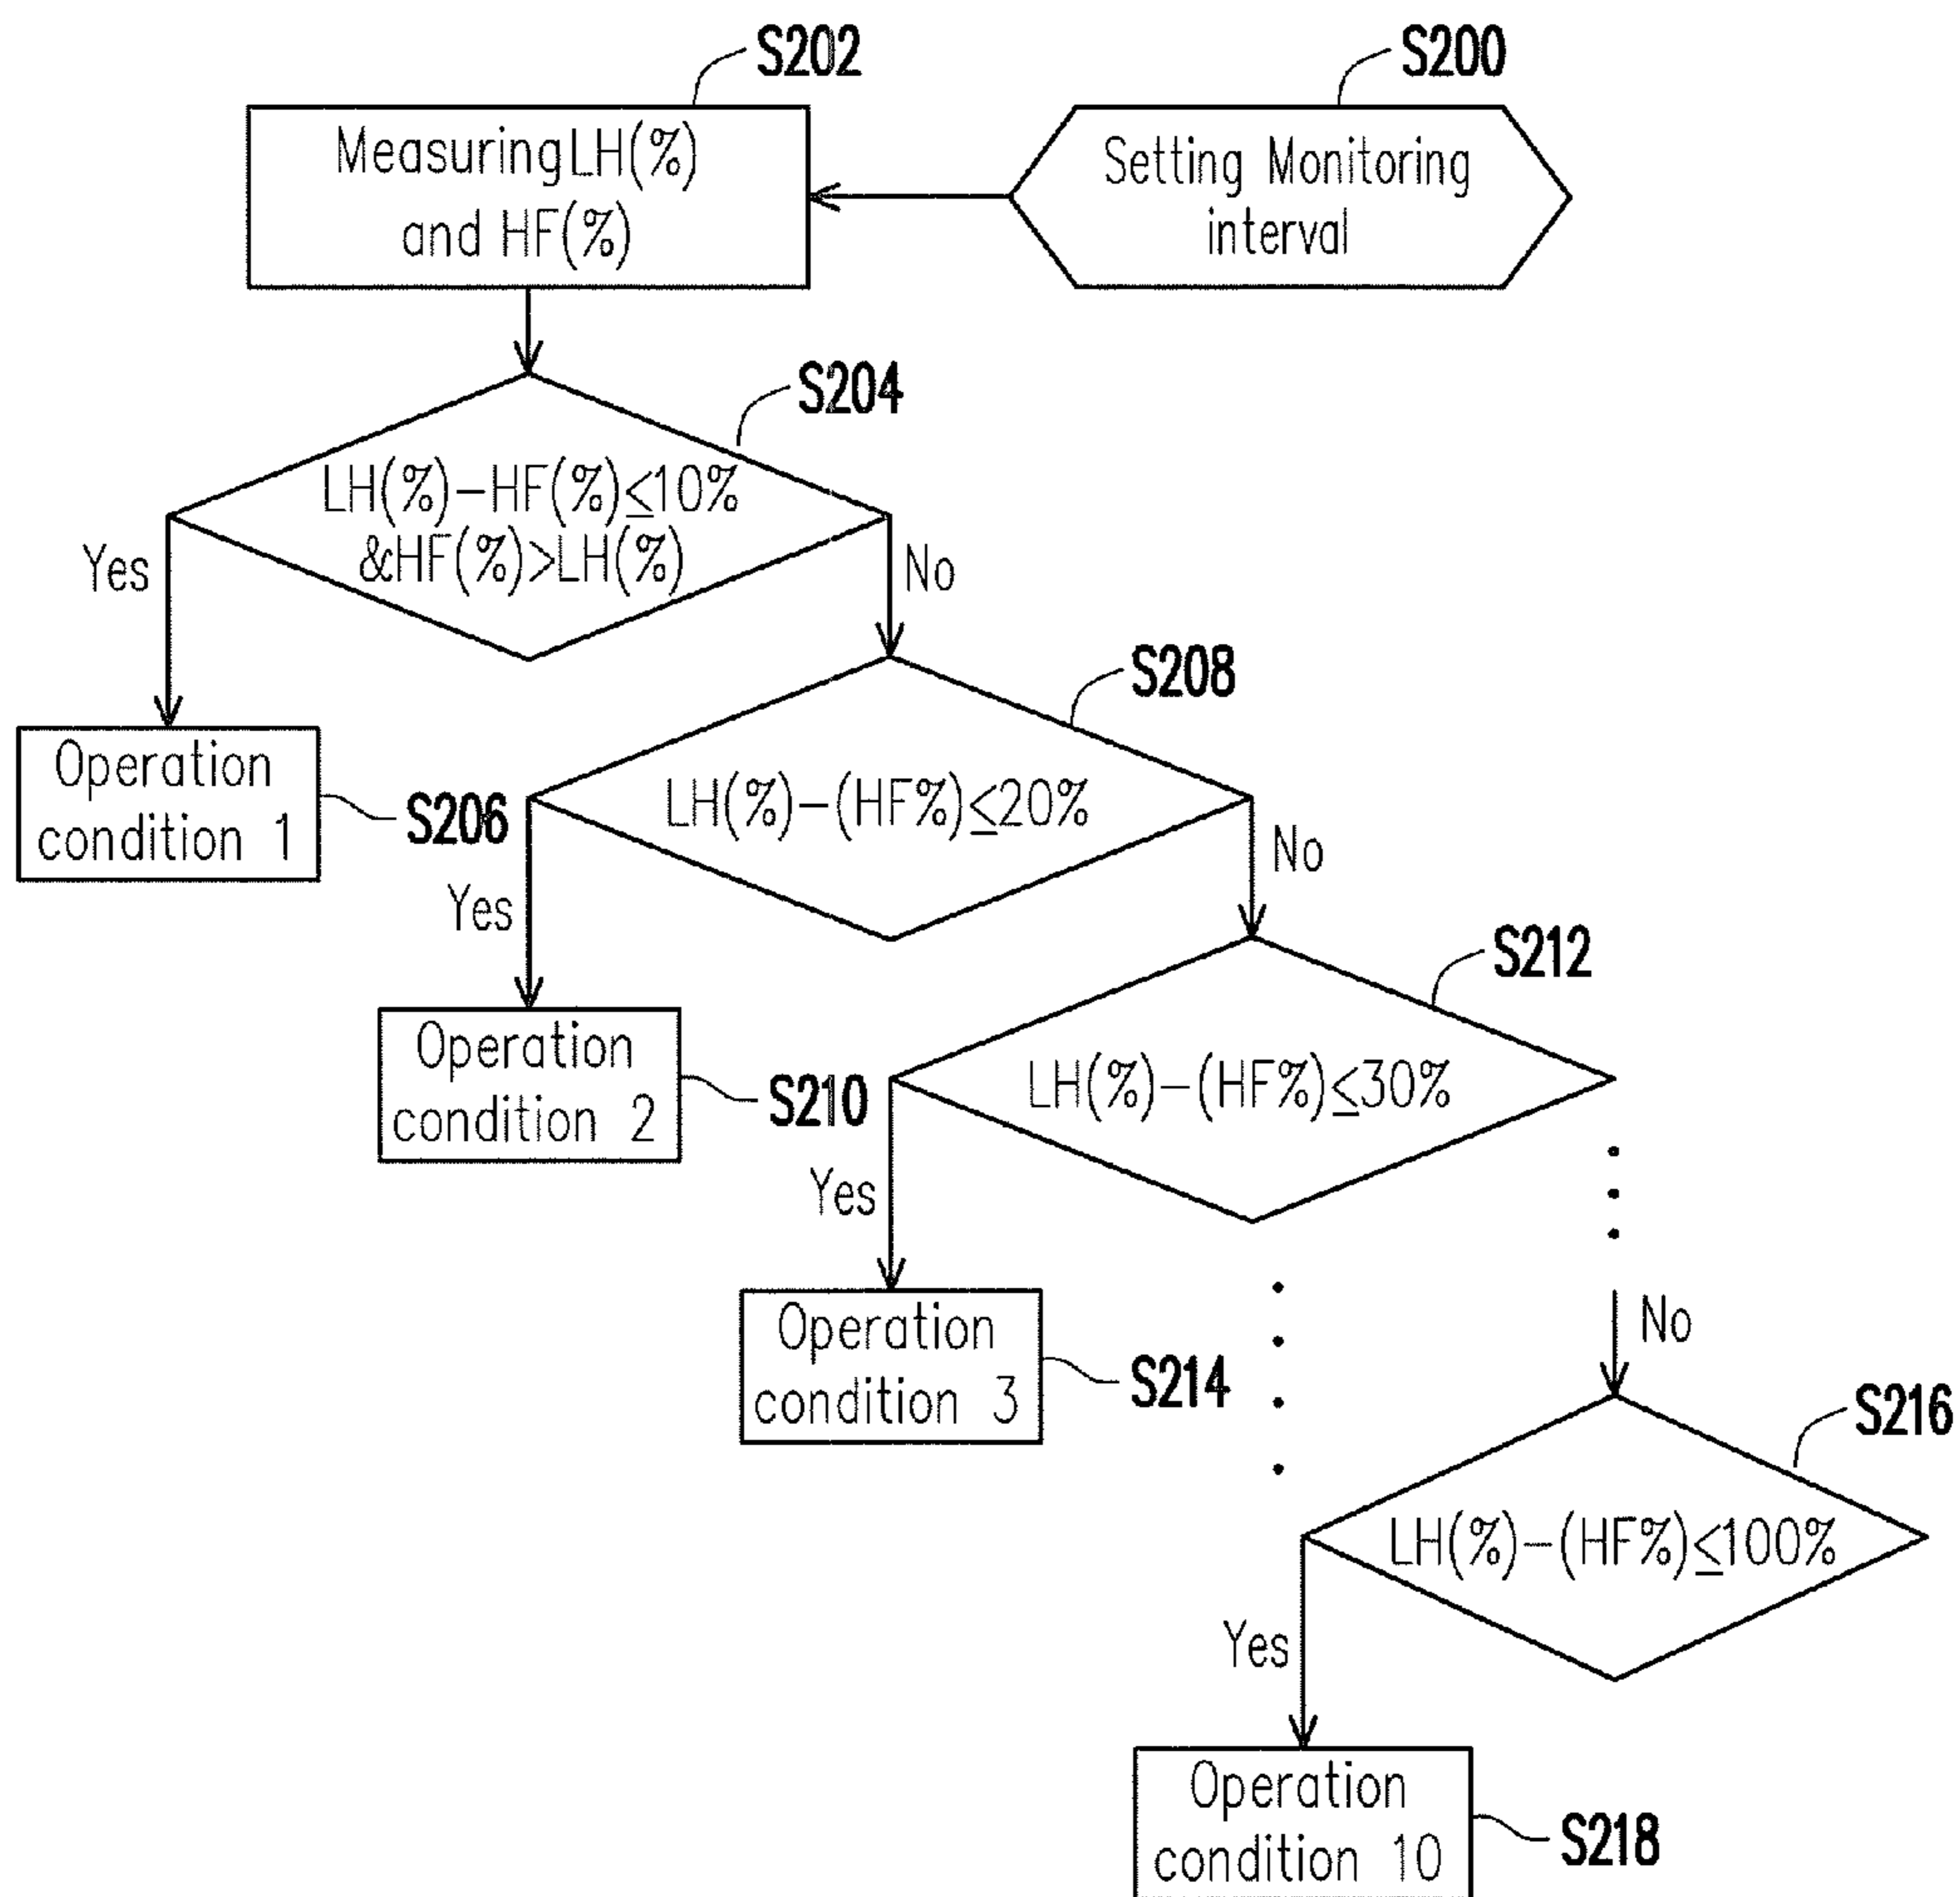 S202
S200
MeasuringLH(%)
and HF(%)
Setting Monitoring
interval
S204
LH(%)-HF(%)≤10%
&HF(%)>LH(%)
Yes
No
S208
Operation
condition 1
S206
LH(%)-(HF%)≤20%
Yes
No
S212
Operation
condition 2
S210
LH(%)-(HF%)≤30%
Yes
Operation
condition 3
S214
No
S216
LH(%)-(HF%)≤100%
Yes
Operation
condition 10
S218